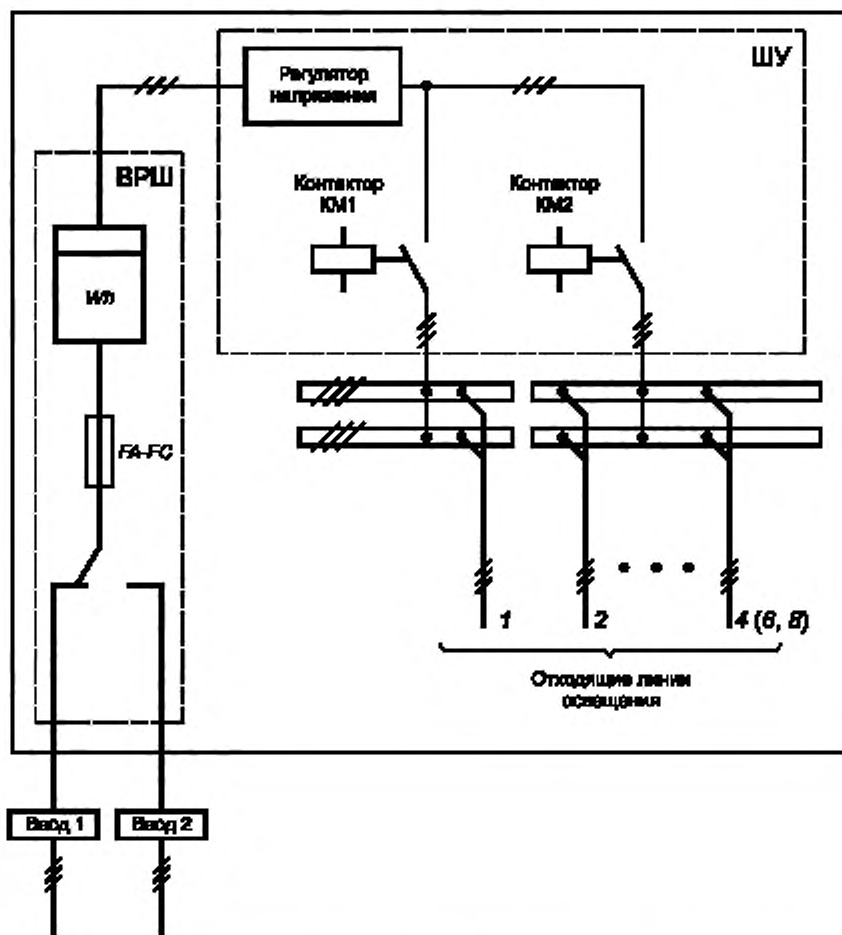 ШУ
Регулятор
напряжения
ВРШ
Контактор
КМ1
Контактор
КМ2
FA-FC
1
2
4 (6, 8)
Отходящие линии
освещения
Ввод 1
Ввод 2